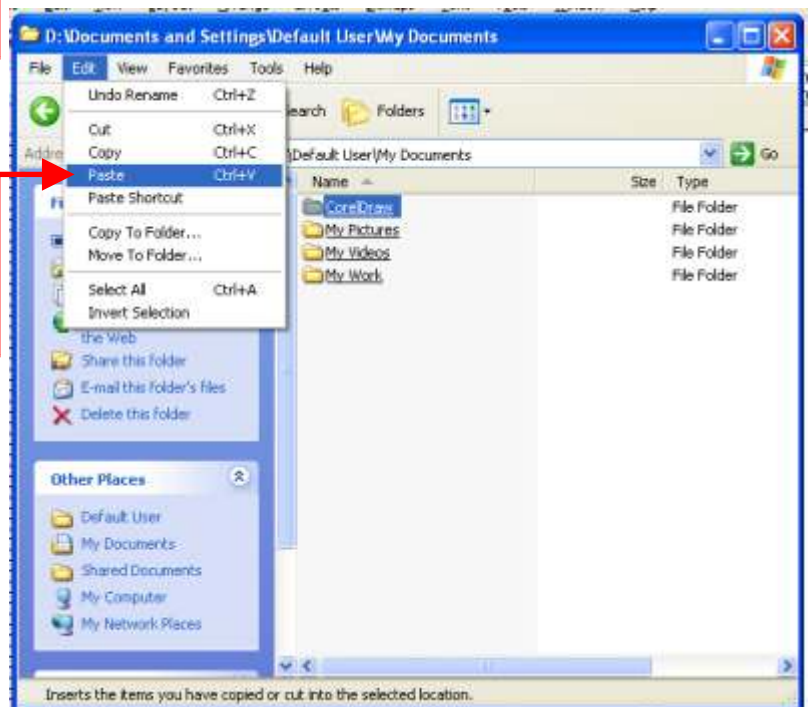 D:\Documents and Settings\Default User\My Documents
File Edit View Favorites Tools Help
Undo Rename Ctrl+Z
earch Folders
Cut Ctrl+X
Copy Ctrl+C
Addre \Default User\My Documents Go
Paste Ctrl+V
Name Size Type
Paste Shortcut
CorelDraw File Folder
Copy To Folder...
My Pictures File Folder
Move To Folder...
My Videos File Folder
My Work File Folder
Select All Ctrl+A
Invert Selection
the Web
Share this folder
E-mail this folder's files
Delete this folder
Other Places
Default User
My Documents
Shared Documents
My Computer
My Network Places
Inserts the items you have copied or cut into the selected location.